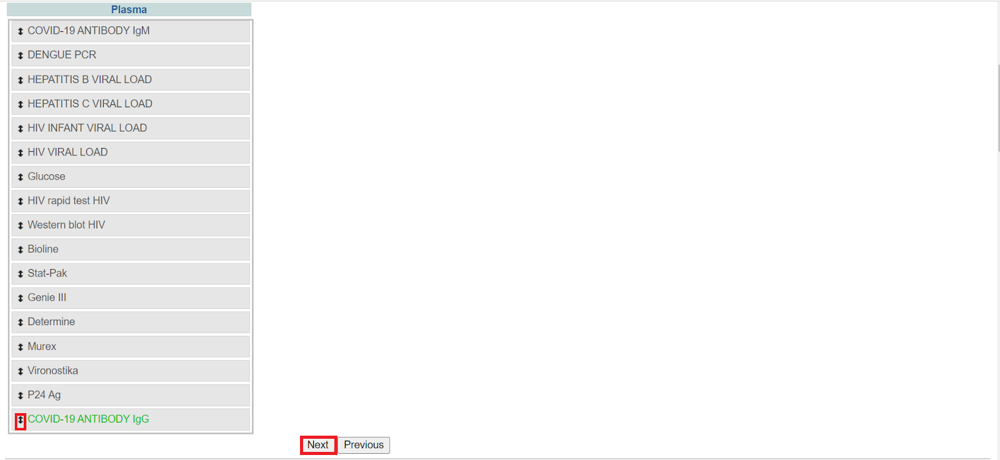 Plasma
COVID-19 ANTIBODY IgM
DENGUE PCR
HEPATITIS B VIRAL LOAD
HEPATITIS C VIRAL LOAD
HIV INFANT VIRAL LOAD
HIV VIRAL LOAD
Glucose
HIV rapid test HIV
Western blot HIV
Bioline
Stat-Pak
Genie III
Determine
Murex
Vironostika
P24 Ag
COVID-19 ANTIBODY IgG
Next Previous